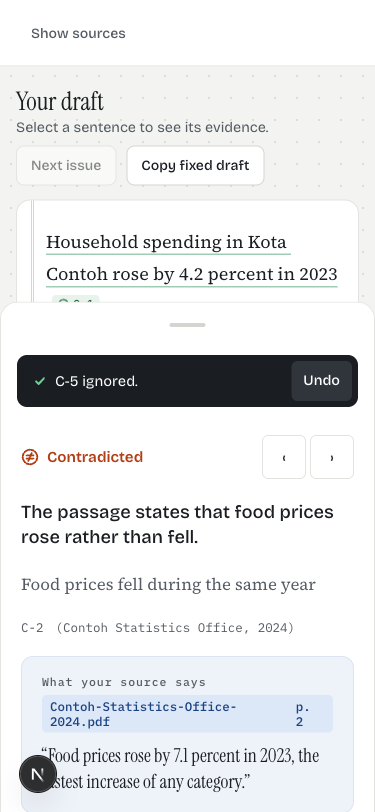 Show sources
Your draft
Select a sentence to see its evidence.
Next issue
Copy fixed draft
Household spending in Kota
Contoh rose by 4.2 percent in 2023
C-5 ignored.
Undo
Contradicted
‹
›
The passage states that food prices
rose rather than fell.
Food prices fell during the same year
C-2 (Contoh Statistics Office, 2024)
What your source says
Contoh-Statistics-Office-
2024.pdf
p.
2
“Food prices rose by 7.1 percent in 2023, the
increase of any category.”
N